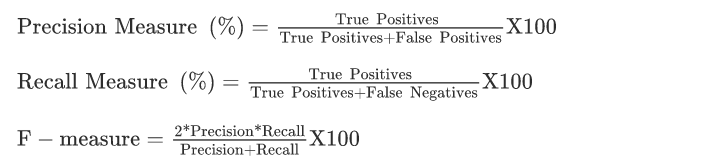 Precision Measure (%) = True Positives / True Positives+False Positives X100
Recall Measure (%) = True Positives / True Positives+False Negatives X100
F − measure = 2*Precision*Recall / Precision+Recall X100